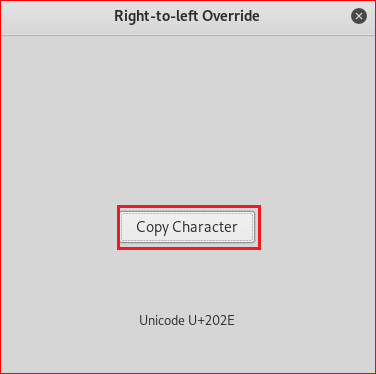 Right-to-left Override
Copy Character
Unicode U+202E